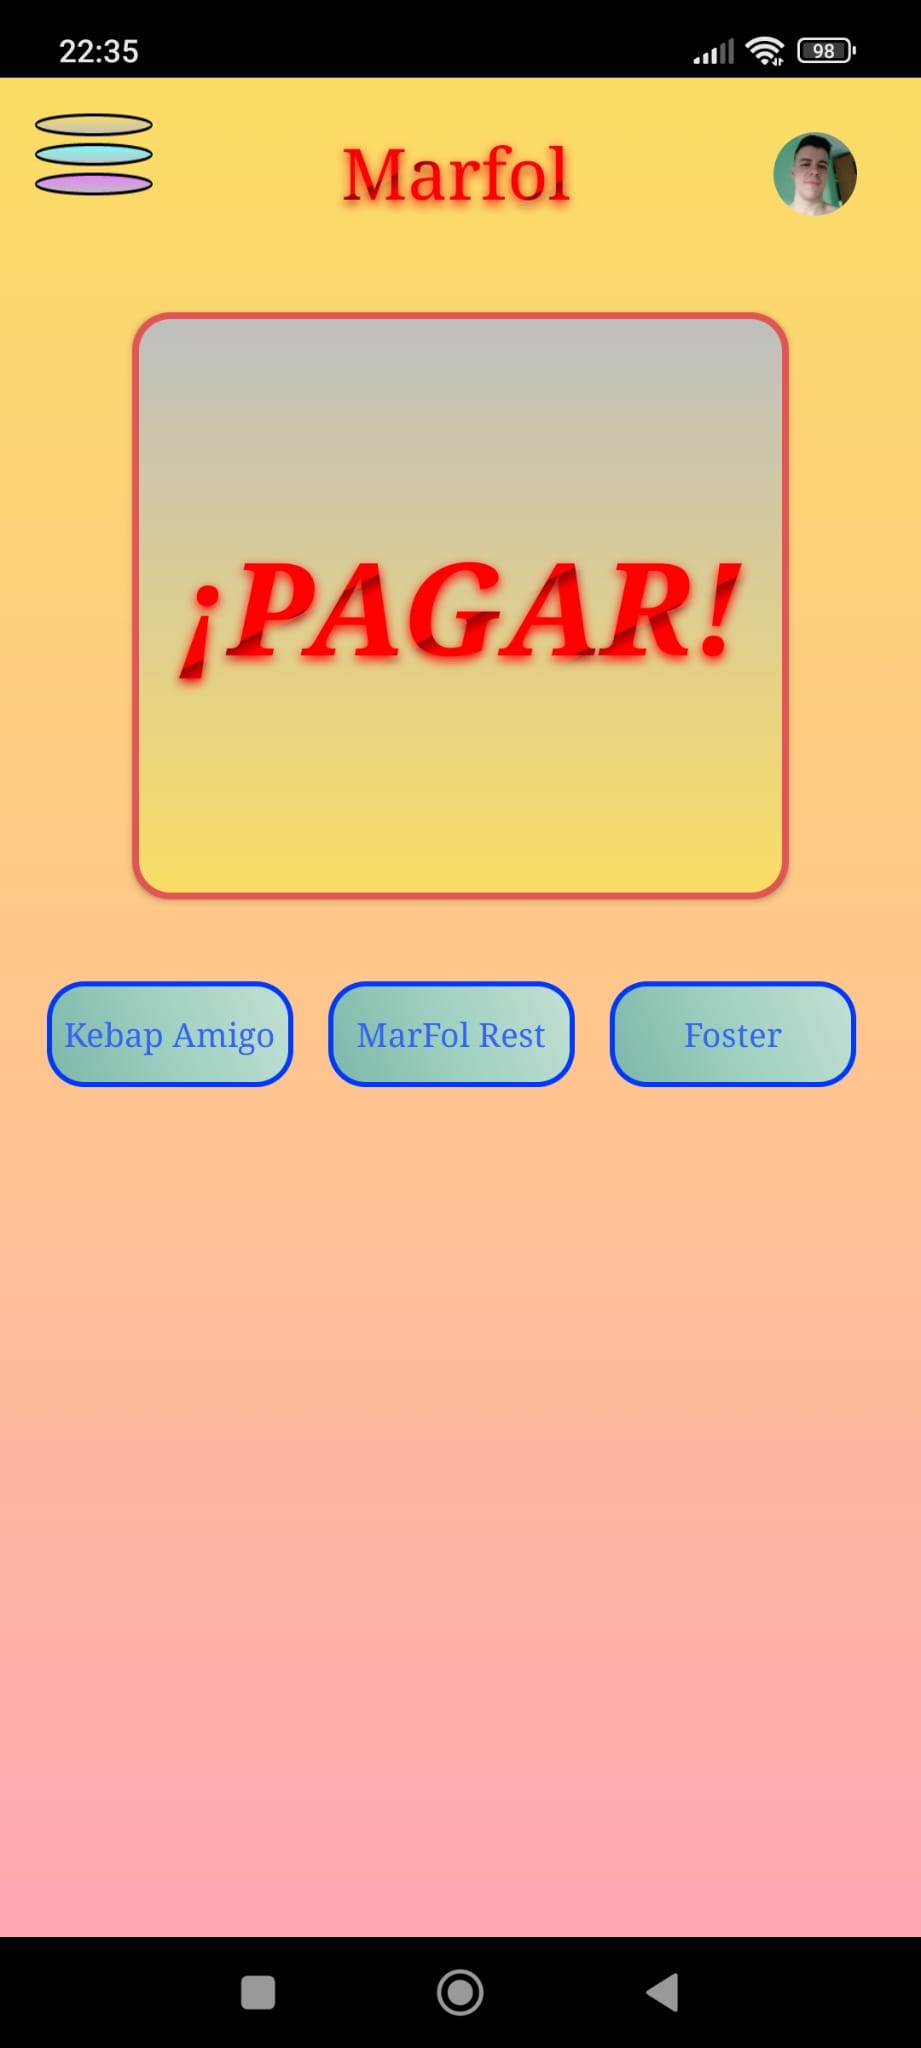 22:35
98
Marfol
¡PAGAR!
Kebap Amigo
MarFol Rest
Foster